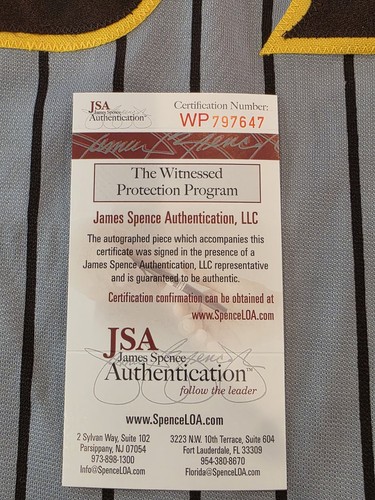 JSA
James Spence
Authentication™
Certification Number:
WP797647
The Witnessed
Protection Program
James Spence Authentication, LLC
The autographed piece which accompanies this
certificate was signed in the presence of a
James Spence Authentication, LLC representative
and is guaranteed to be authentic.
Certification confirmation can be obtained at
www.SpenceLOA.com
JSA
James Spence
Authentication™
follow the leader
www.SpenceLOA.com
2 Sylvan Way, Suite 102
Parsippany, NJ 07054
973-898-1300
Info@SpenceLOA.com
3223 N.W. 10th Terrace, Suite 604
Fort Lauderdale, FL 33309
954-380-8670
Florida@SpenceLOA.com